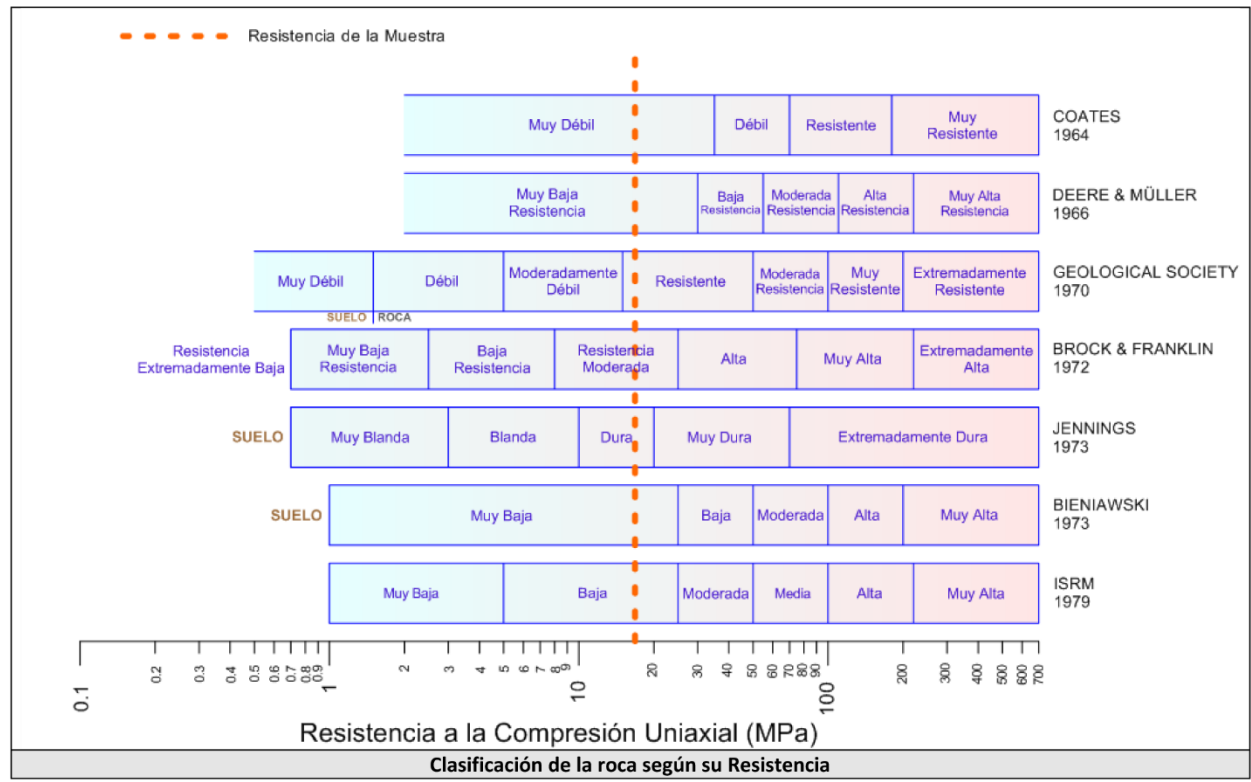 Resistencia de la Muestra
Muy Débil
Débil
Resistente
Muy
Resistente
COATES
1964
Muy Baja
Resistencia
Baja
Resistencia
Moderada
Resistencia
Alta
Resistencia
Muy Alta
Resistencia
DEERE & MÜLLER
1966
Muy Débil
Débil
Moderadamente
Débil
Resistente
Moderada
Resistencia
Muy
Resistente
Extremadamente
Resistente
GEOLOGICAL SOCIETY
1970
SUELO
ROCA
Resistencia
Extremadamente Baja
Muy Baja
Resistencia
Baja
Resistencia
Resistencia
Moderada
Alta
Muy Alta
Extremadamente
Alta
BROCK & FRANKLIN
1972
SUELO
Muy Blanda
Blanda
Dura
Muy Dura
Extremadamente Dura
JENNINGS
1973
SUELO
Muy Baja
Baja
Moderada
Alta
Muy Alta
BIENIAWSKI
1973
Muy Baja
Baja
Moderada
Media
Alta
Muy Alta
ISRM
1979
0.1
0.2
0.3
0.4
0.5
0.6
0.7
0.8
0.9
1
2
3
4
5
6
7
8
9
10
20
30
40
50
60
70
80
90
100
200
300
400
500
600
700
Resistencia a la Compresión Uniaxial (MPa)
Clasificación de la roca según su Resistencia